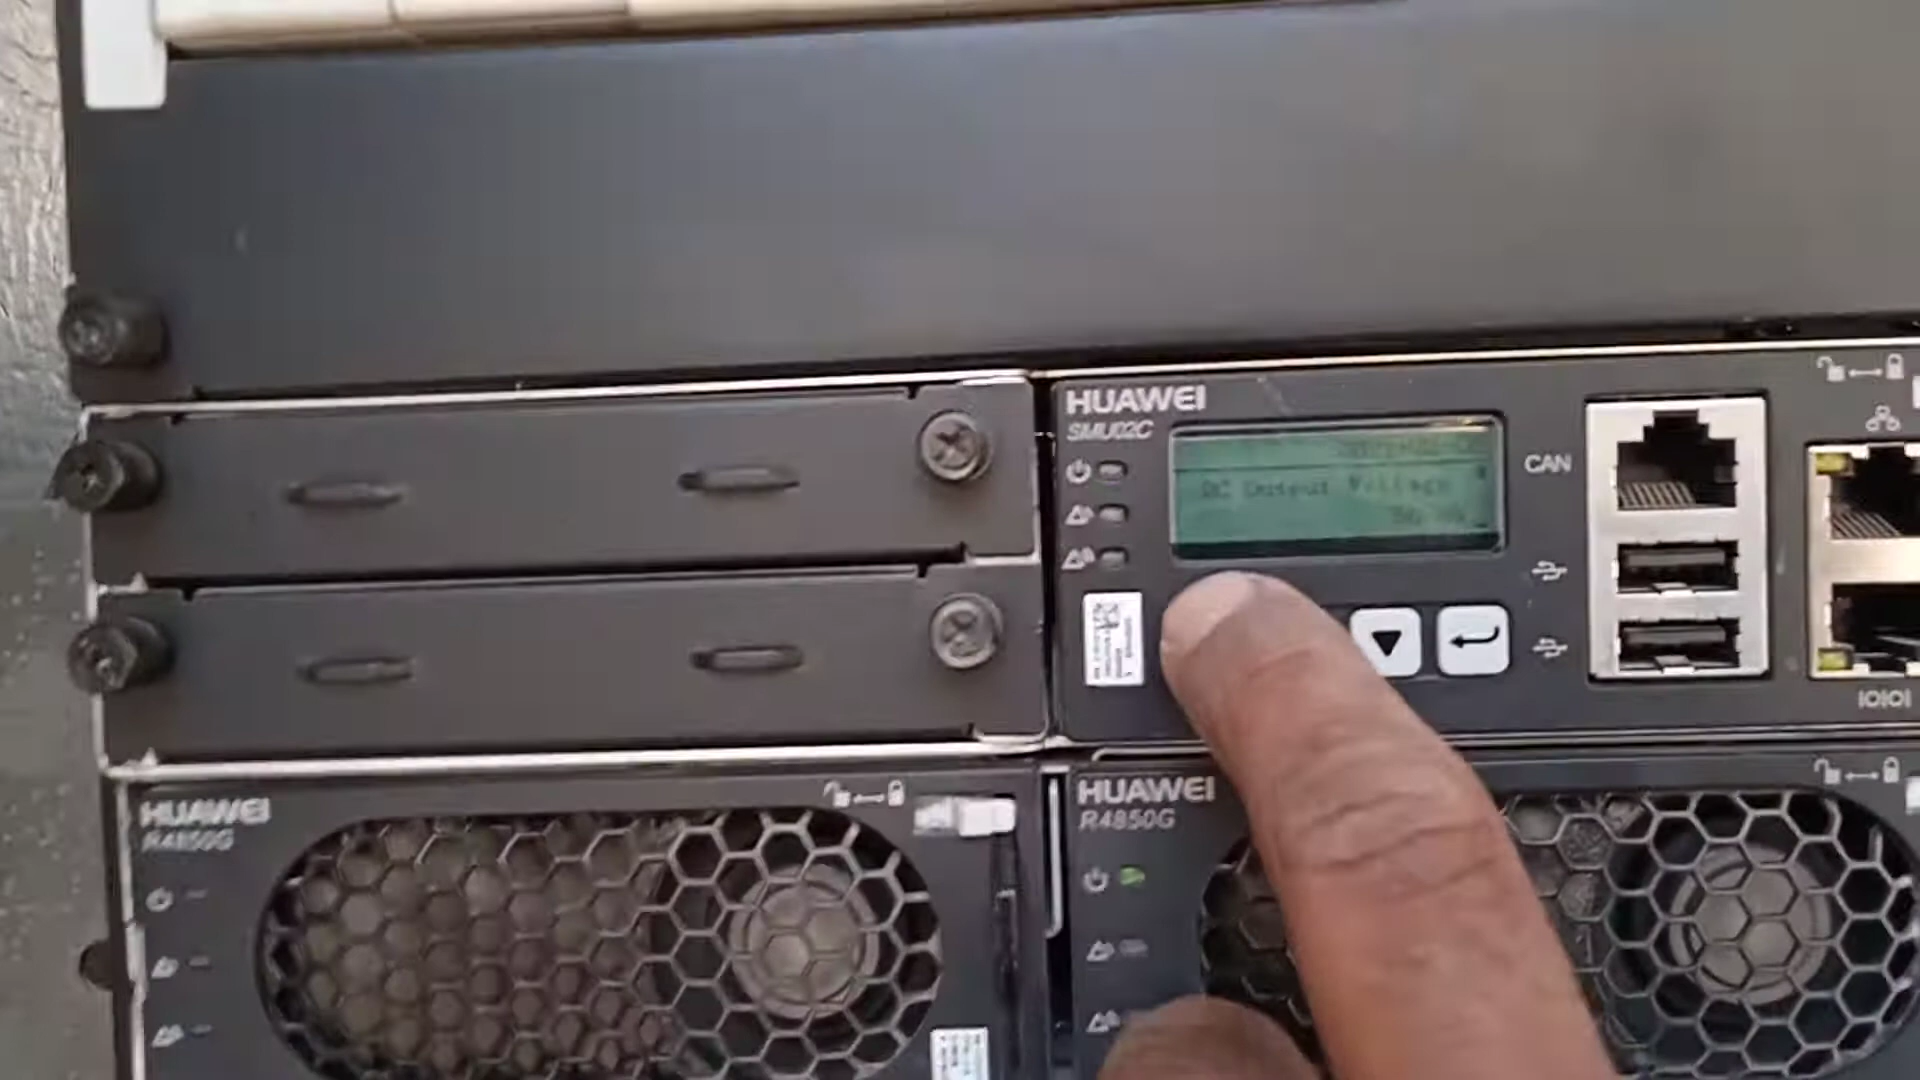 HUAWEI
SMU02C
DC Output Voltage
CAN
IOIOI
HUAWEI
R4850G
HUAWEI
R4850G